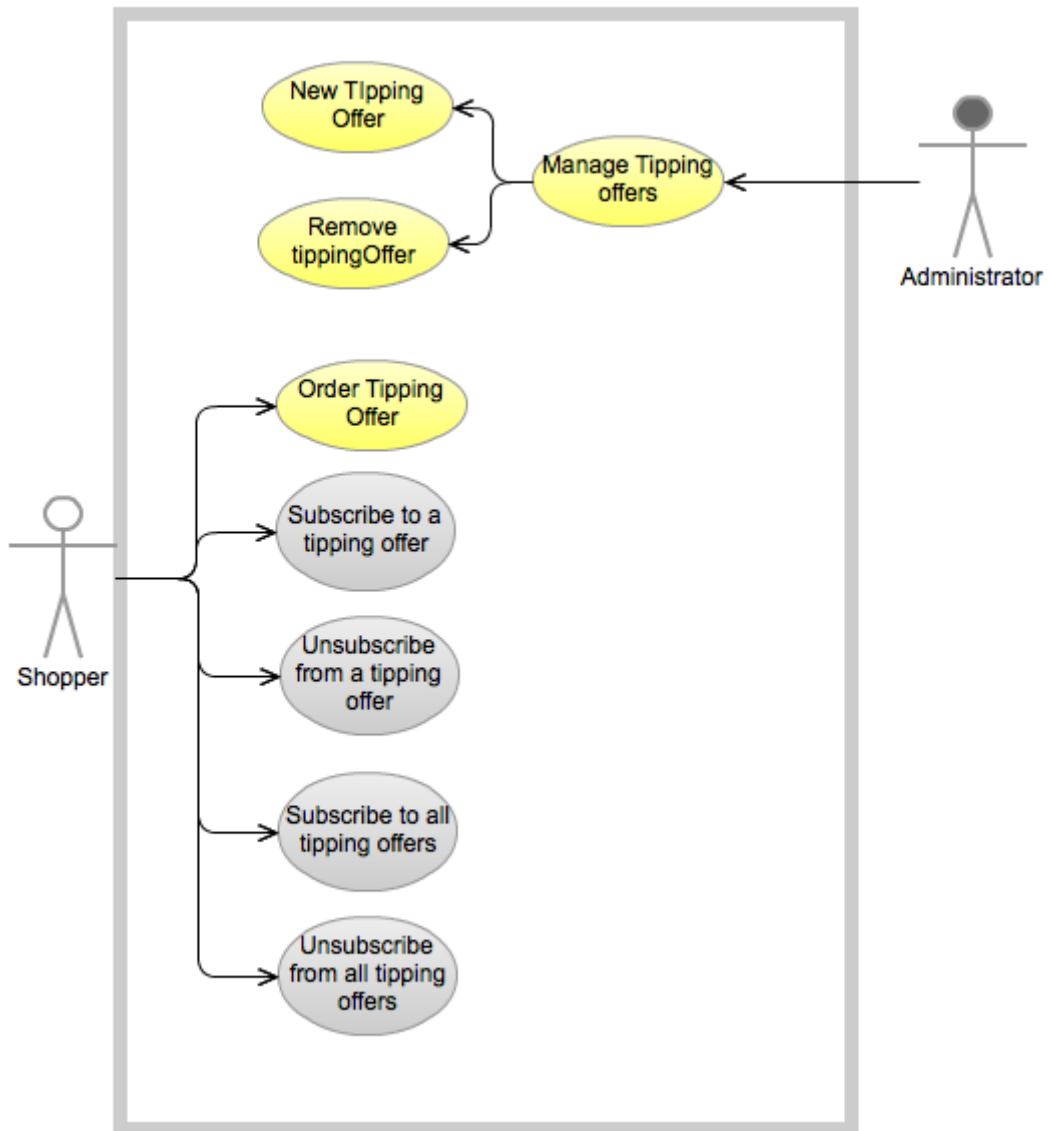 New TIpping
Offer
Manage Tipping
offers
Remove
tippingOffer
Administrator
Order Tipping
Offer
Subscribe to a
tipping offer
Shopper
Unsubscribe
from a tipping
offer
Subscribe to all
tipping offers
Unsubscribe
from all tipping
offers